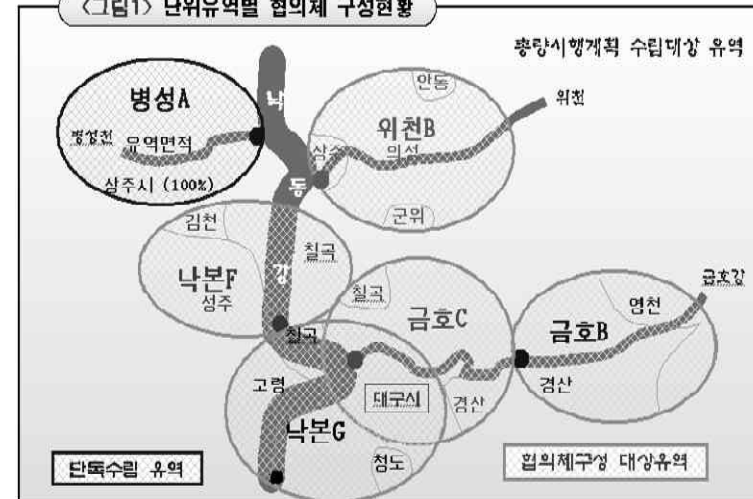 <그림1> 단위유역별 협의체 구성현황
총량시행계획 수립대상 유역
병성A
병성천 유역면적
상주시 (100%)
낙
동
강
안동
위천
위천B
상주 의성
군위
김천
칠곡
낙본F
성주
칠곡
금호C
금호강
영천
금호B
경산
칠곡
고령
대구시
경산
낙본G
청도
단독수립 유역
협의체구성 대상유역